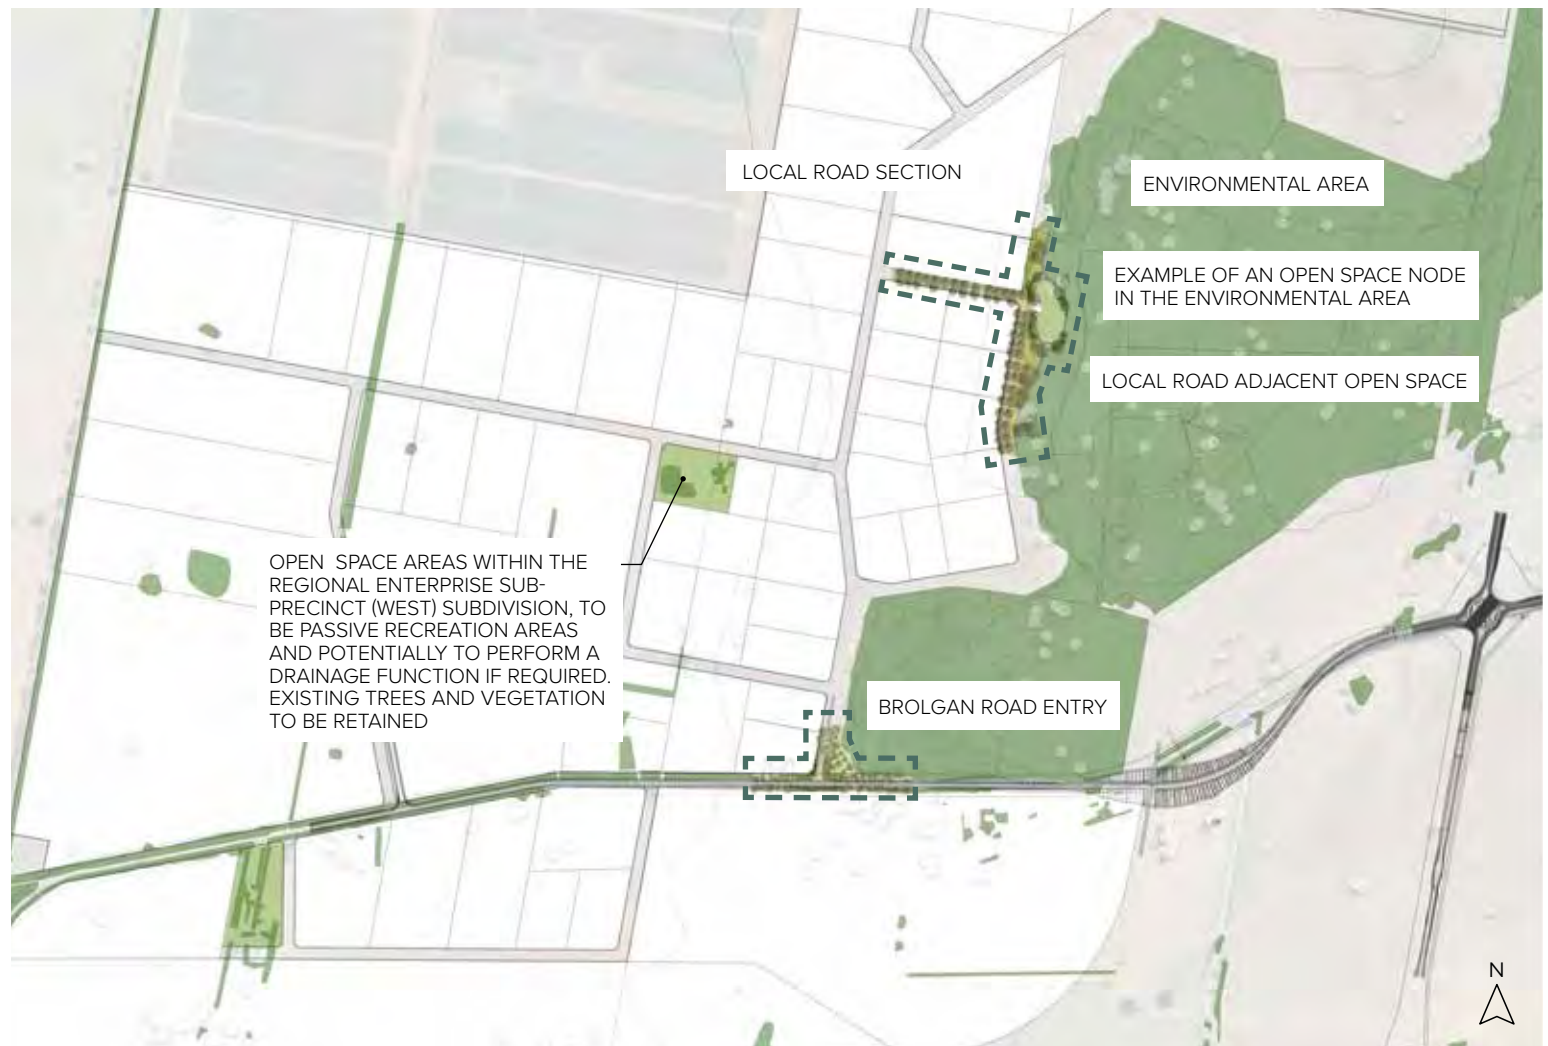 LOCAL ROAD SECTION
ENVIRONMENTAL AREA
EXAMPLE OF AN OPEN SPACE NODE
IN THE ENVIRONMENTAL AREA
LOCAL ROAD ADJACENT OPEN SPACE
OPEN SPACE AREAS WITHIN THE
REGIONAL ENTERPRISE SUB-
PRECINCT (WEST) SUBDIVISION, TO
BE PASSIVE RECREATION AREAS
AND POTENTIALLY TO PERFORM A
DRAINAGE FUNCTION IF REQUIRED.
EXISTING TREES AND VEGETATION
TO BE RETAINED
BROLGAN ROAD ENTRY
N